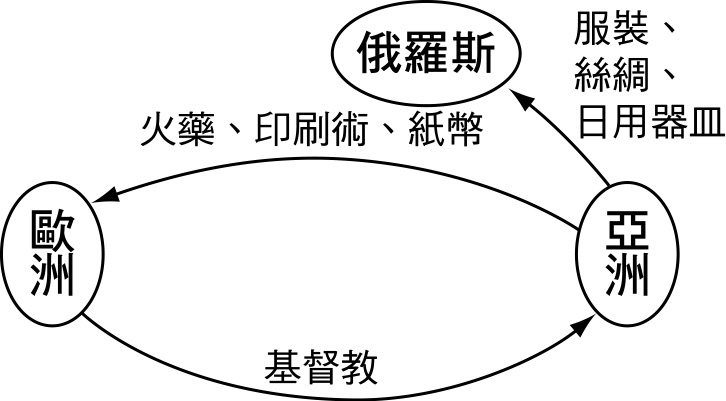 俄羅斯
服裝、
絲綢、
日用器皿
火藥、印刷術、紙幣
歐洲
亞洲
基督教